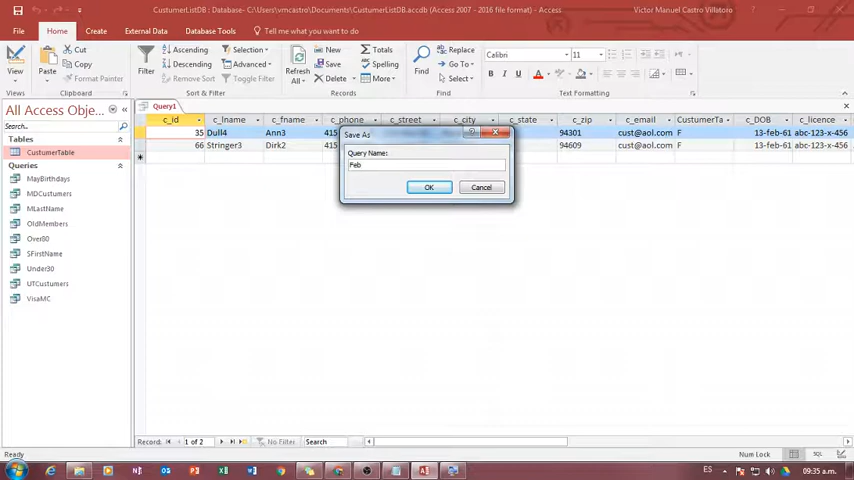 CustumerListDB : Database- C:\Users\vmcastro\Documents\CustumerListDB.accdb (Access 2007 - 2016 file format) - Access
Victor Manuel Castro Villatoro
File Home Create External Data Database Tools Tell me what you want to do...
View
Views
Paste
Cut
Copy
Format Painter
Clipboard
Filter
Ascending
Descending
Remove Sort
Selection
Advanced
Toggle Filter
Sort & Filter
Refresh All
New
Save
Totals
Spelling
More
Records
Find
Replace
Go To
Select
Find
Calibri 11
B I U A
Text Formatting
All Access Obje...
Search...
Tables
CustumerTable
Queries
MayBirthdays
MDCustumers
MLastName
OldMembers
Over80
SFirstName
Under30
UTCustumers
VisaMC
Query1
c_id c_lname c_fname c_phone c_street c_city c_state c_zip c_email CustumerTa c_DOB c_licence
35 Dull4 Ann3 415 94301 cust@aol.com F 13-feb-61 abc-123-x-456
66 Stringer3 Dirk2 415 94609 cust@aol.com F 13-feb-61 abc-123-x-456
Save As
Query Name:
Feb
OK Cancel
Record: 1 of 2 No Filter Search
Ready
Num Lock SQL
ES 09:35 a.m.